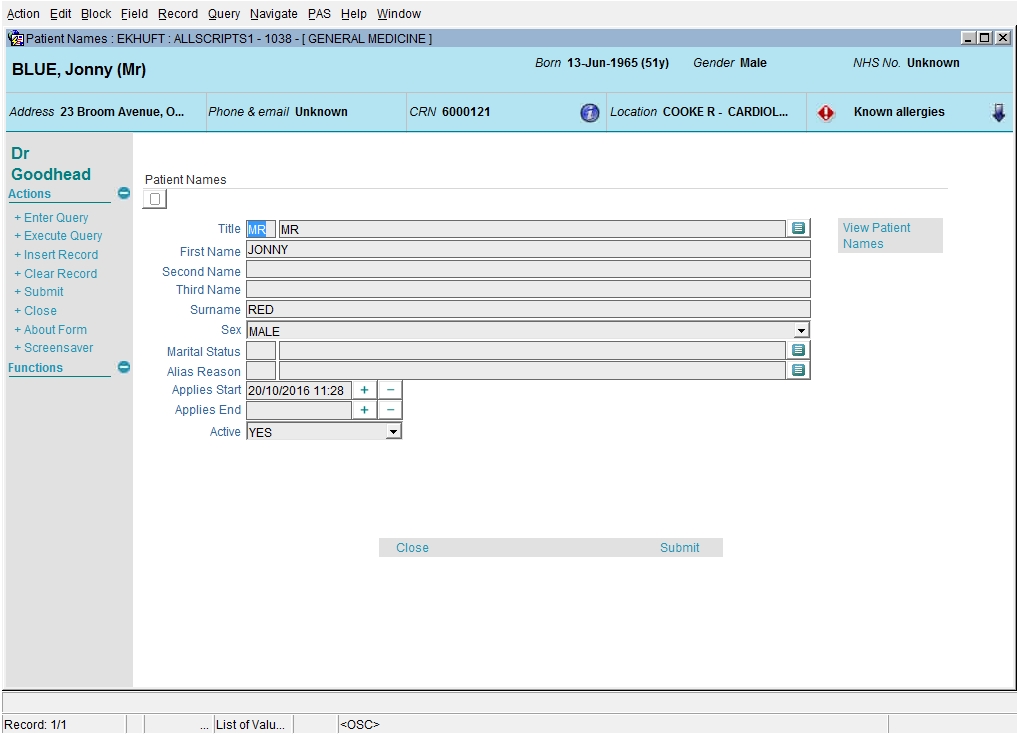 Action Edit Block Field Record Query Navigate PAS Help Window
Patient Names : EKHUFT : ALLSCRIPTS1 - 1038 - [ GENERAL MEDICINE ]
BLUE, Jonny (Mr) Born 13-Jun-1965 (51y) Gender Male NHS No. Unknown
Address 23 Broom Avenue, O... Phone & email Unknown CRN 6000121 Location COOKE R - CARDIOL... Known allergies
Dr
Goodhead
Actions
+ Enter Query
+ Execute Query
+ Insert Record
+ Clear Record
+ Submit
+ Close
+ About Form
+ Screensaver
Functions
Patient Names
Title MR MR
First Name JONNY
Second Name
Third Name
Surname RED
Sex MALE
Marital Status
Alias Reason
Applies Start 20/10/2016 11:28 + −
Applies End + −
Active YES
View Patient
Names
Close Submit
Record: 1/1 ... List of Valu... <OSC>